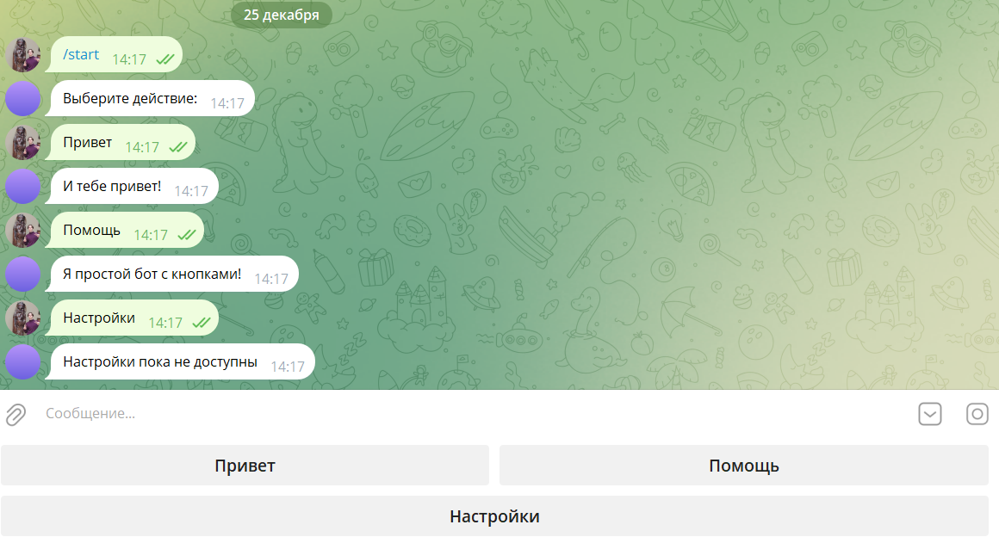 25 декабря
/start 14:17
Выберите действие: 14:17
Привет 14:17
И тебе привет! 14:17
Помощь 14:17
Я простой бот с кнопками! 14:17
Настройки 14:17
Настройки пока не доступны 14:17
Сообщение...
Привет Помощь
Настройки